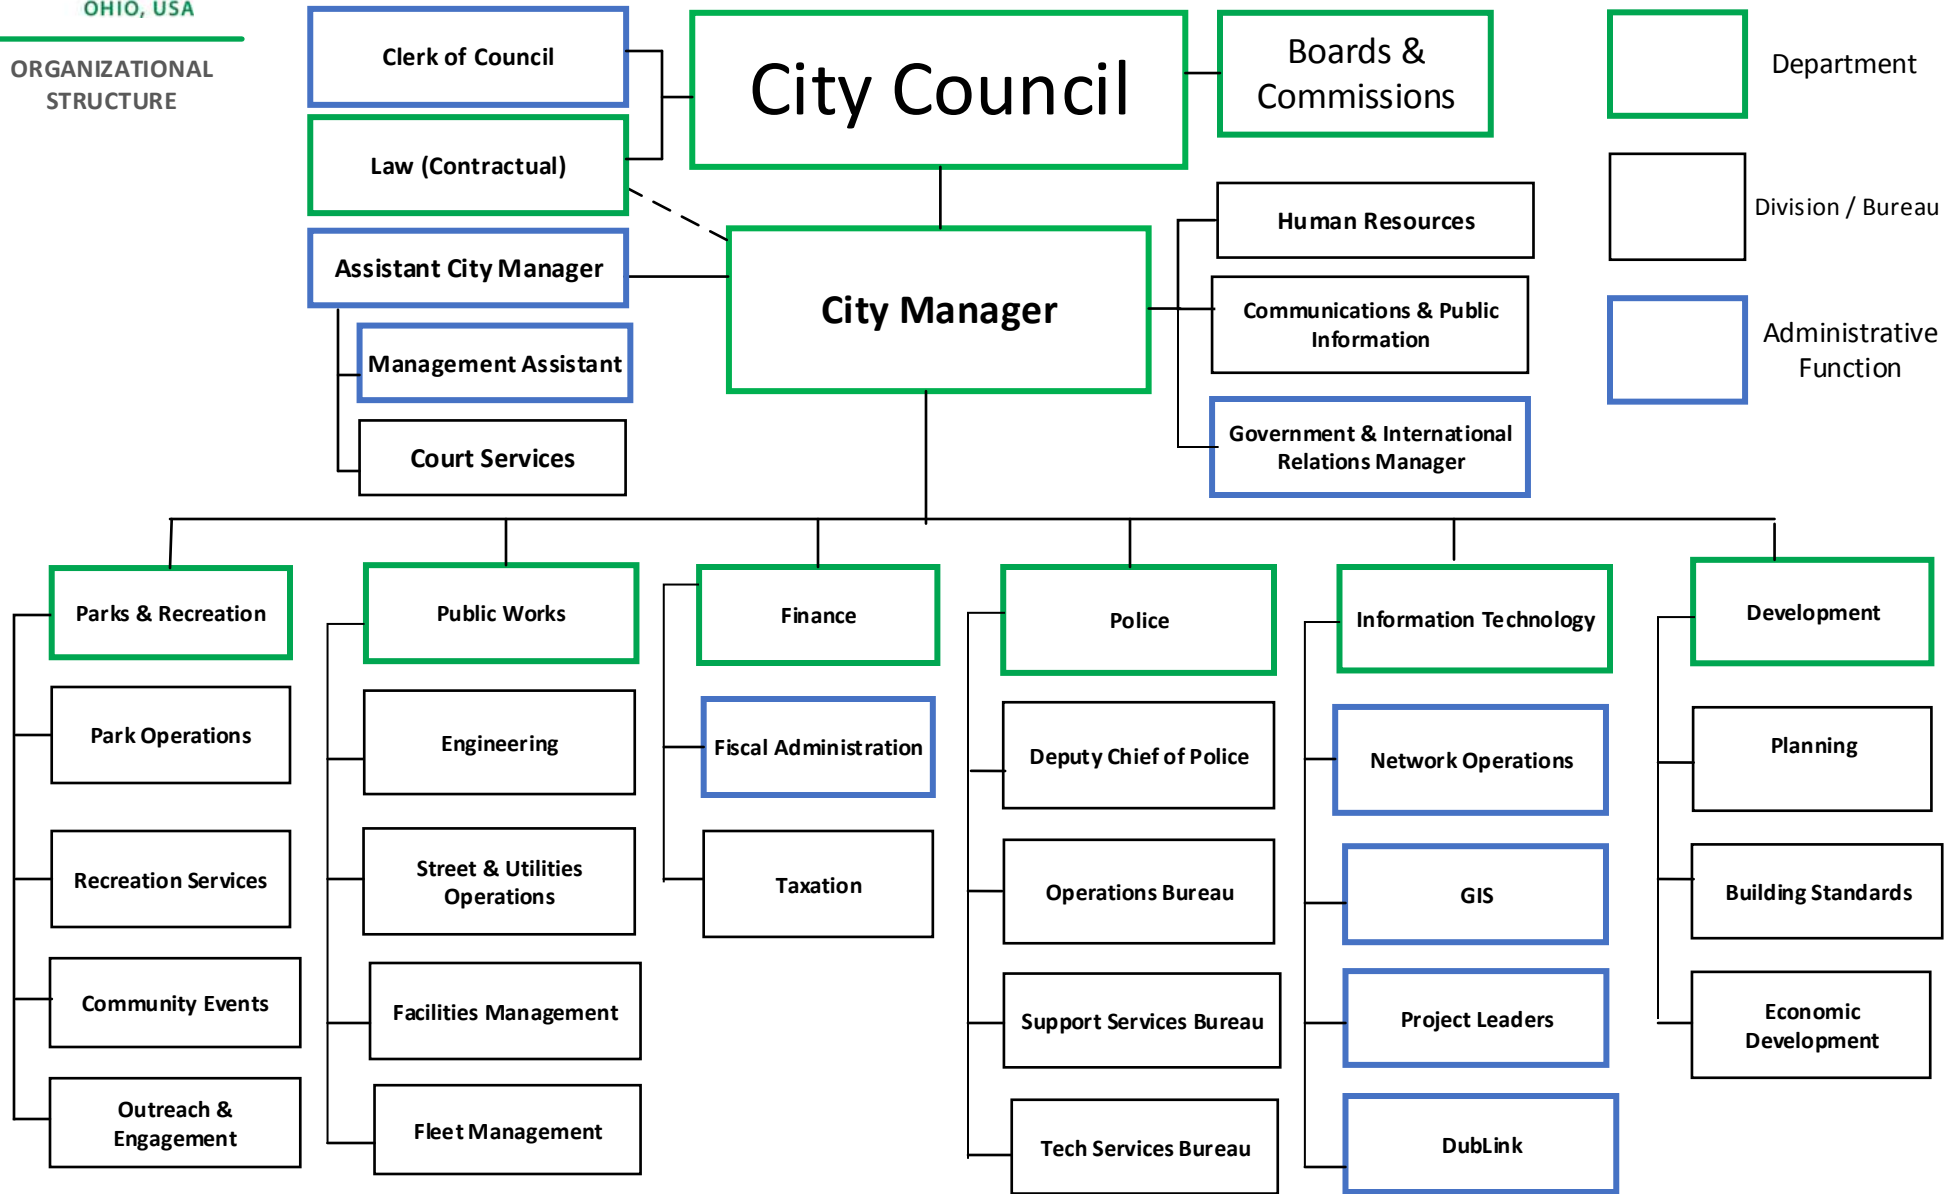 OHIO, USA
ORGANIZATIONAL
STRUCTURE
Clerk of Council
Law (Contractual)
City Council
Boards &
Commissions
Department
Division / Bureau
Administrative
Function
Assistant City Manager
Management Assistant
Court Services
City Manager
Human Resources
Communications & Public
Information
Government & International
Relations Manager
Parks & Recreation
Park Operations
Recreation Services
Community Events
Outreach &
Engagement
Public Works
Engineering
Street & Utilities
Operations
Facilities Management
Fleet Management
Finance
Fiscal Administration
Taxation
Police
Deputy Chief of Police
Operations Bureau
Support Services Bureau
Tech Services Bureau
Information Technology
Network Operations
GIS
Project Leaders
DubLink
Development
Planning
Building Standards
Economic
Development